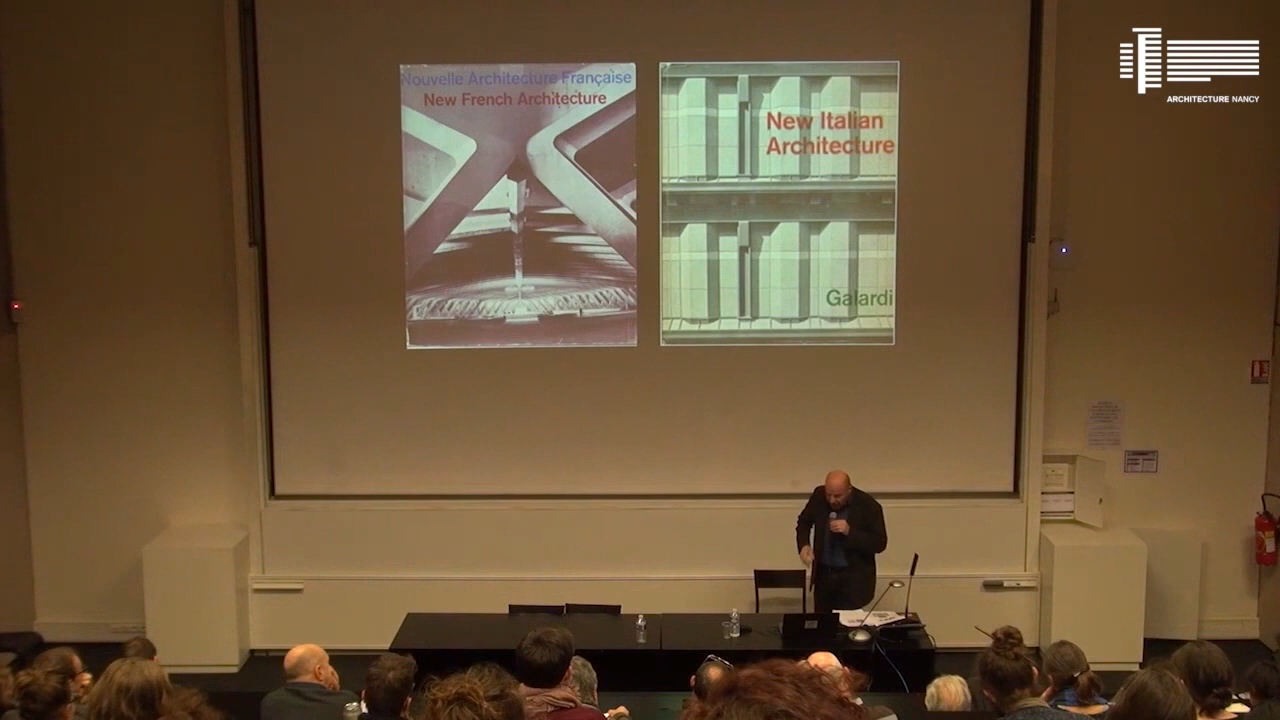 Nouvelle Architecture Française
New French Architecture
New Italian
Architecture
Galardi
ARCHITECTURE NANCY